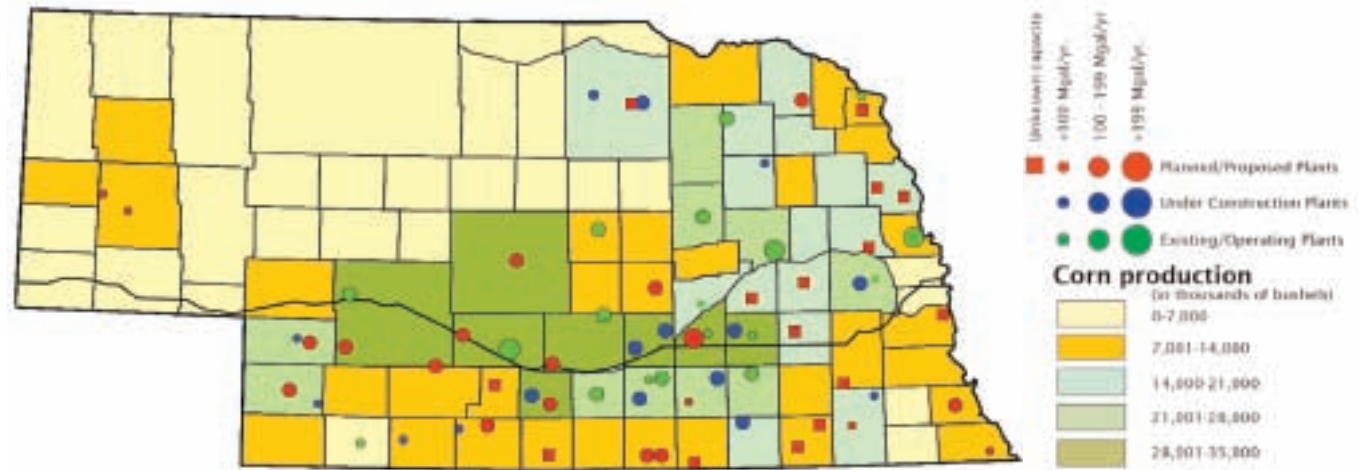 Unknown capacity
<100 Mgal/yr.
100 - 199 Mgal/yr
>199 Mgal/yr.
Planned/Proposed Plants
Under Construction Plants
Existing/Operating Plants
Corn production
(in thousands of bushels)
0-7,000
7,001-14,000
14,000-21,000
21,001-28,000
28,001-35,000